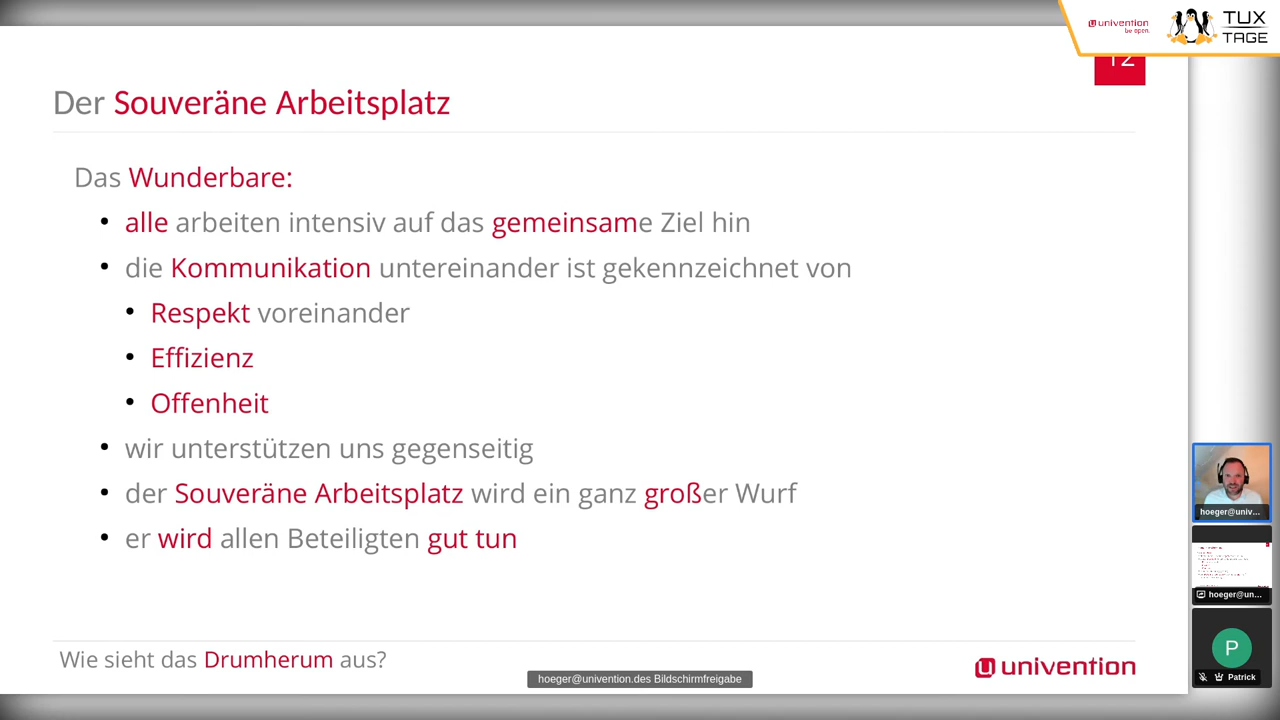 univention
be open.
TUX
TAGE
12
Der Souveräne Arbeitsplatz
Das Wunderbare:
alle arbeiten intensiv auf das gemeinsame Ziel hin
die Kommunikation untereinander ist gekennzeichnet von
Respekt voreinander
Effizienz
Offenheit
wir unterstützen uns gegenseitig
der Souveräne Arbeitsplatz wird ein ganz großer Wurf
er wird allen Beteiligten gut tun
hoeger@univ...
hoeger@un...
P
Patrick
Wie sieht das Drumherum aus?
univention
hoeger@univention.des Bildschirmfreigabe